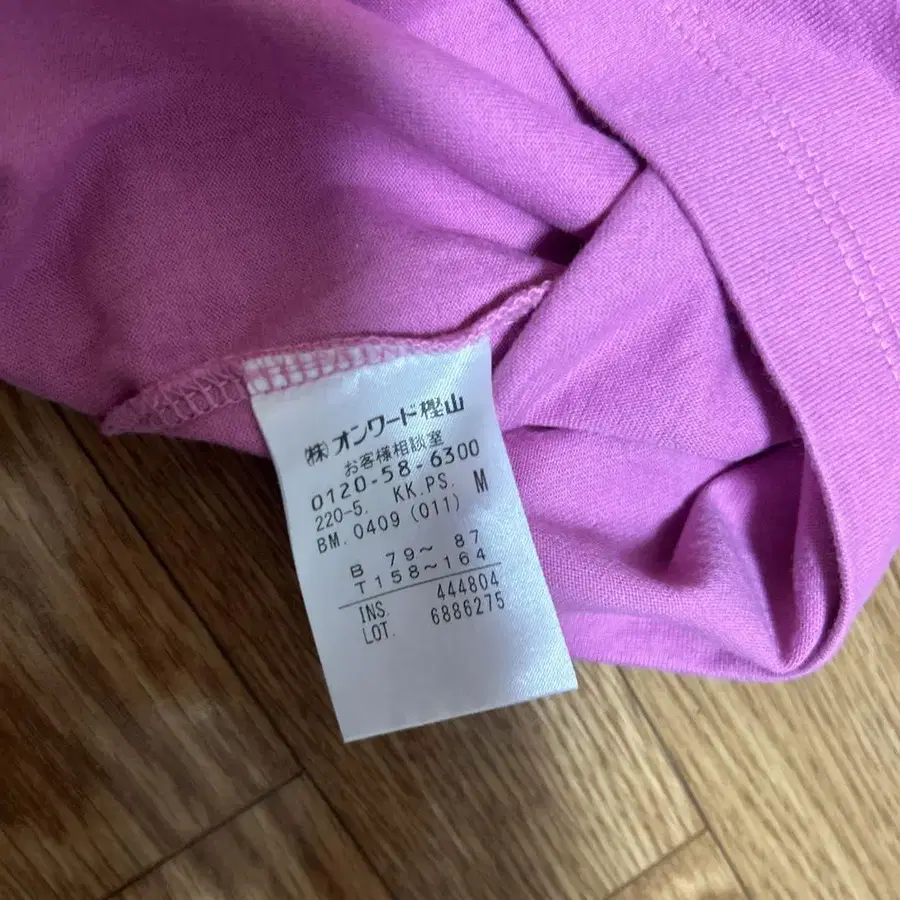 ㈱オンワード樫山
お客様相談室
0120-58-6300
220-5. KK.PS. M
BM. 0409 (011)
B 79～ 87
T158～164
INS. 444804
LOT. 6886275